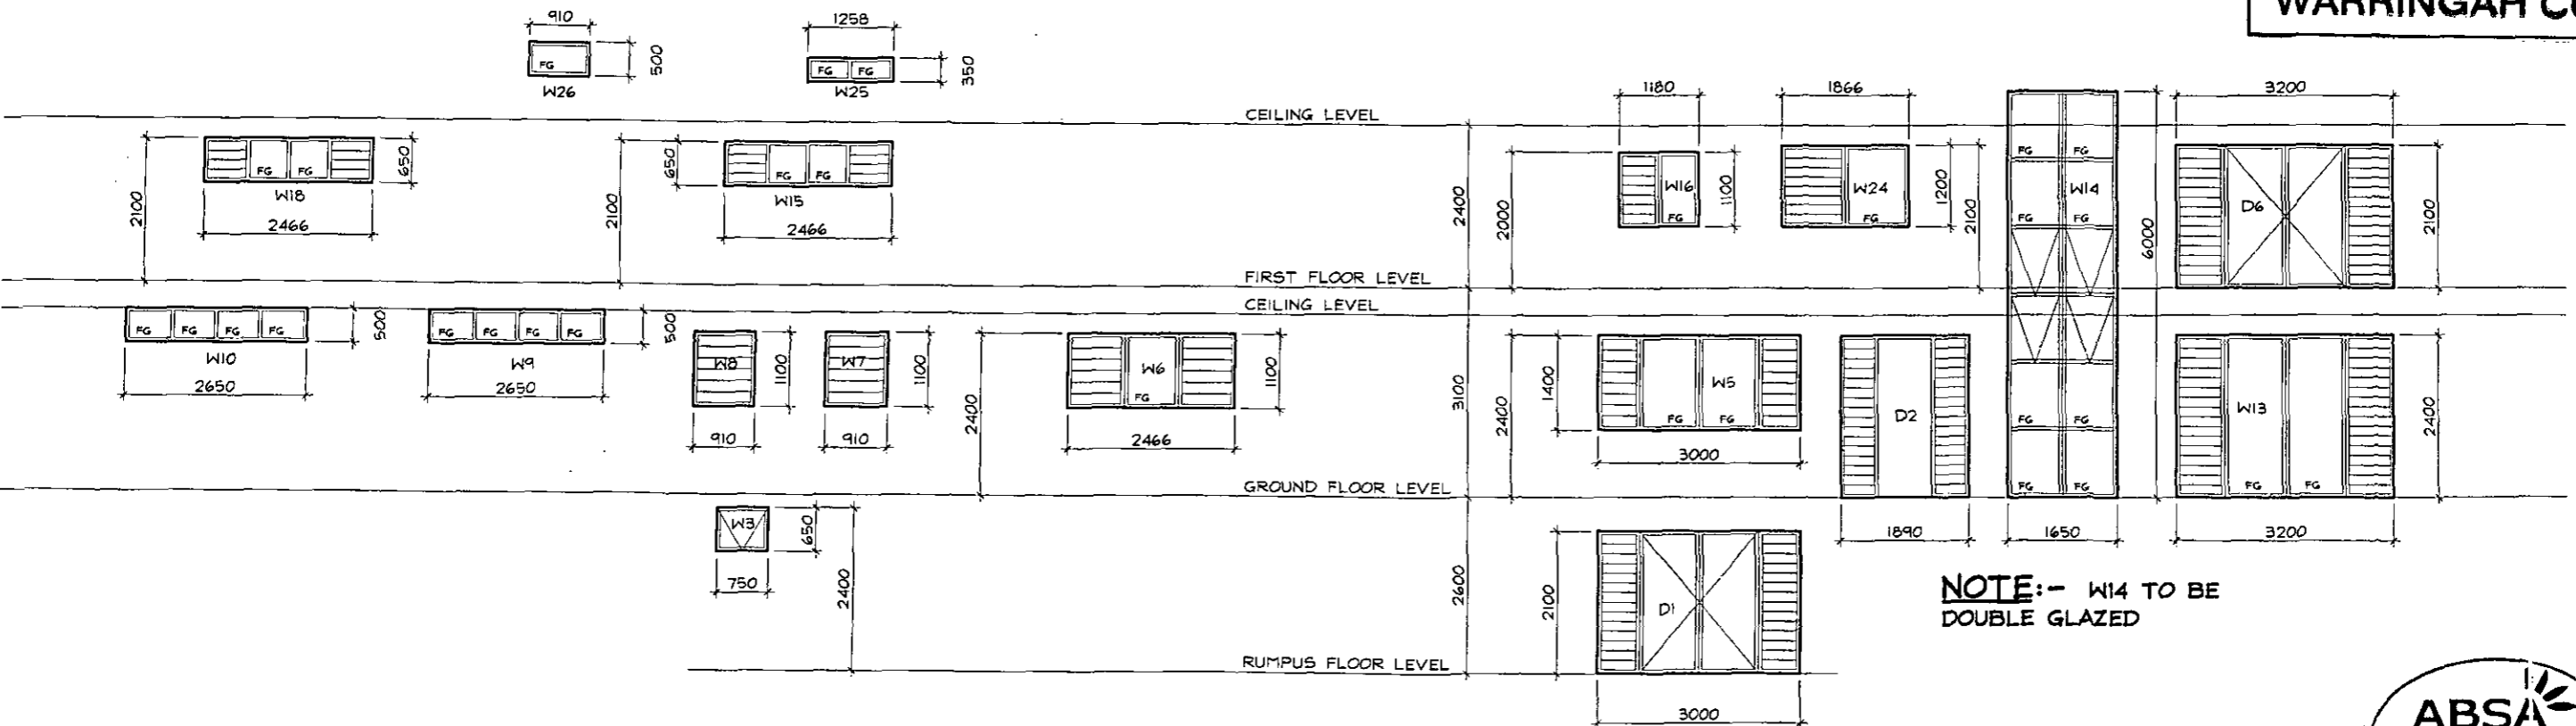 WARRINGAH
910
1258
500
FG
W26
FG FG
W25
350
CEILING LEVEL
1180
1866
3200
2100
FG FG
W18
650
2466
2100
650
FG FG
W15
2466
2400
2000
W16
FG
1100
W24
FG
1200
2100
FG FG
W14
FG FG
6000
D6
2100
FIRST FLOOR LEVEL
CEILING LEVEL
FG FG FG FG
W10
500
2650
FG FG FG FG
W9
500
2650
W8
1100
910
W7
1100
910
2400
W6
FG
1100
2466
3100
2400
1400
W5
FG FG
3000
D2
1890
FG FG
FG FG
1650
W13
FG FG
2400
3200
GROUND FLOOR LEVEL
W3
650
750
2400
2600
2100
D1
3000
RUMPUS FLOOR LEVEL
NOTE:- W14 TO BE
DOUBLE GLAZED
ABSA